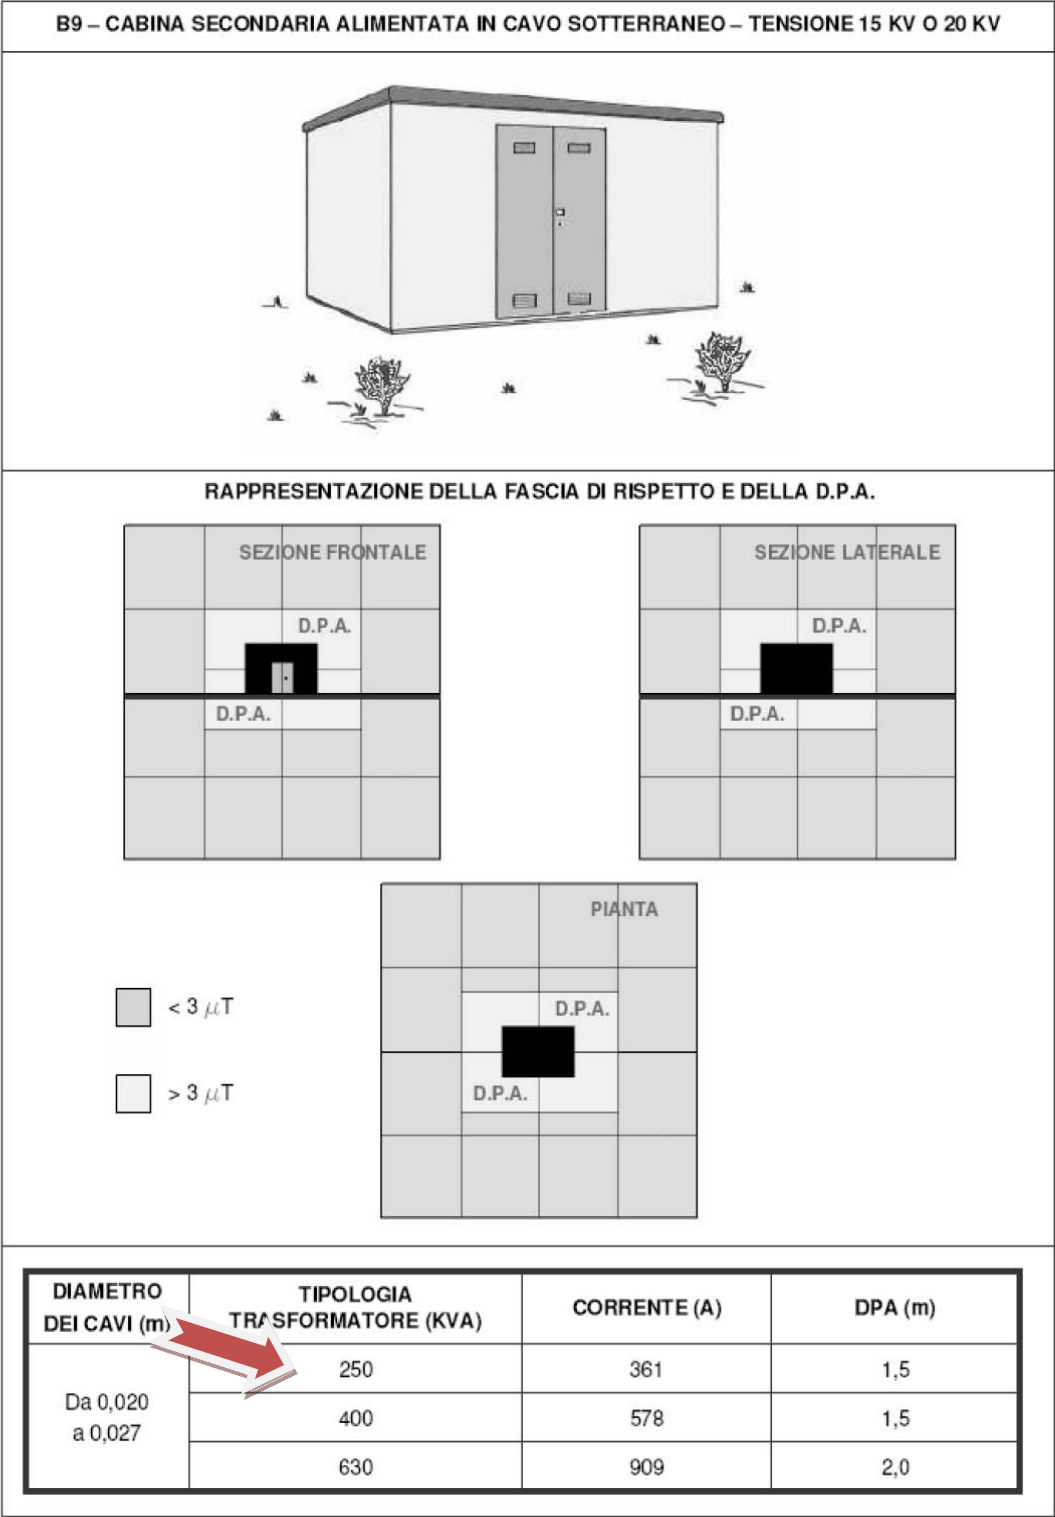 B9 – CABINA SECONDARIA ALIMENTATA IN CAVO SOTTERRANEO – TENSIONE 15 KV O 20 KV
RAPPRESENTAZIONE DELLA FASCIA DI RISPETTO E DELLA D.P.A.
SEZIONE FRONTALE
D.P.A.
D.P.A.
SEZIONE LATERALE
D.P.A.
D.P.A.
PIANTA
D.P.A.
D.P.A.
< 3 μT
> 3 μT
DIAMETRO
DEI CAVI (m)
TIPOLOGIA
TRASFORMATORE (KVA)
CORRENTE (A)
DPA (m)
Da 0,020
a 0,027
250
361
1,5
400
578
1,5
630
909
2,0